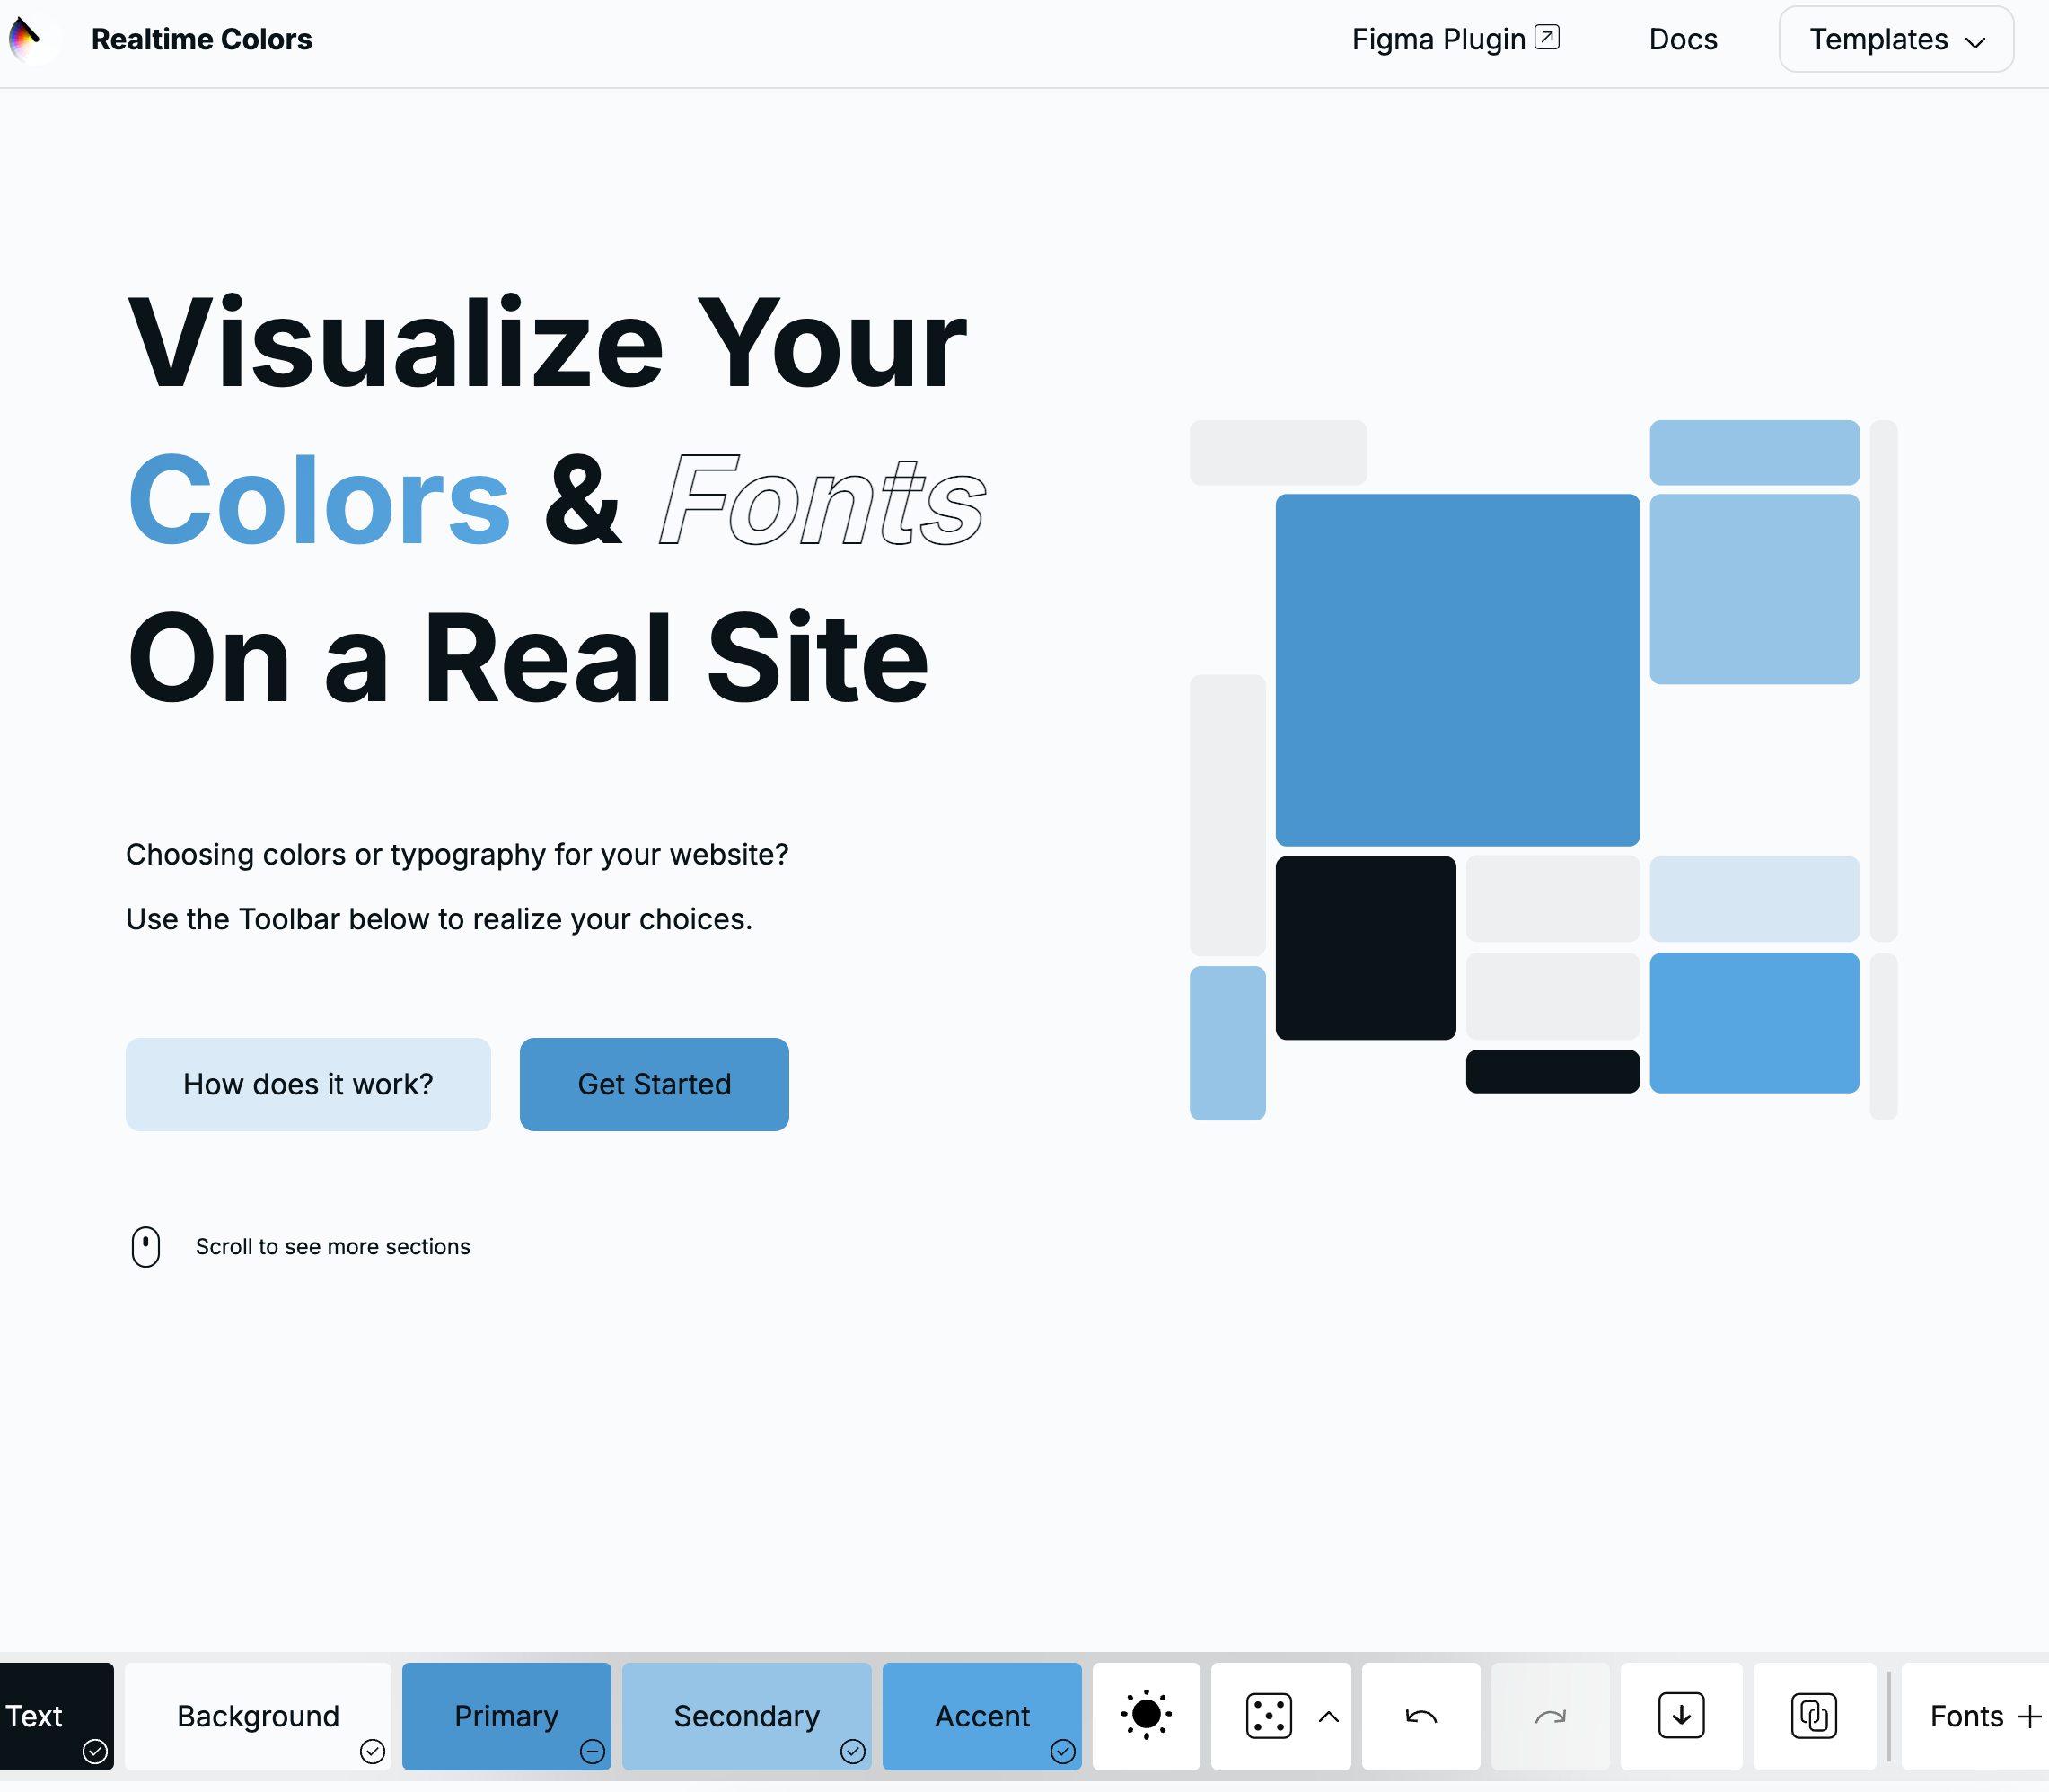 Realtime Colors
Figma Plugin
Docs
Templates
Visualize Your
Colors & Fonts
On a Real Site
Choosing colors or typography for your website?
Use the Toolbar below to realize your choices.
How does it work?
Get Started
Scroll to see more sections
Text
Background
Primary
Secondary
Accent
Fonts